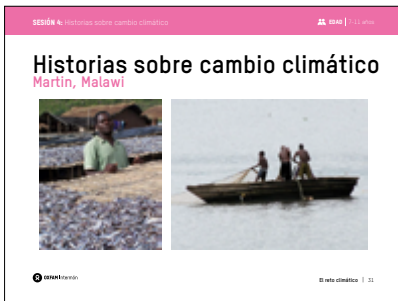 SESIÓN 4: Historias sobre cambio climático
EDAD | 7-11 años
Historias sobre cambio climático
Martin, Malawi
OXFAM Intermón
El reto climático | 31